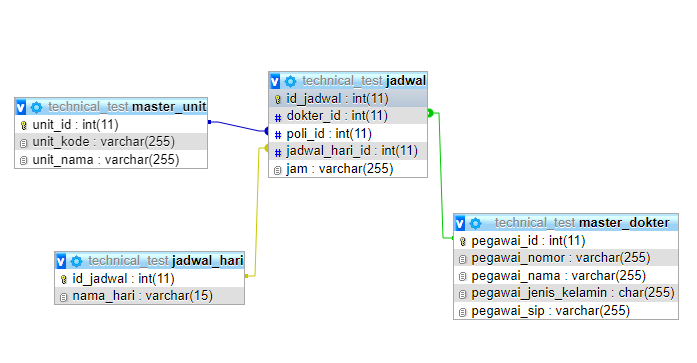 technical_test jadwal
id_jadwal : int(11)
dokter_id : int(11)
poli_id : int(11)
jadwal_hari_id : int(11)
jam : varchar(255)
technical_test master_unit
unit_id : int(11)
unit_kode : varchar(255)
unit_nama : varchar(255)
technical_test master_dokter
pegawai_id : int(11)
pegawai_nomor : varchar(255)
pegawai_nama : varchar(255)
pegawai_jenis_kelamin : char(255)
pegawai_sip : varchar(255)
technical_test jadwal_hari
id_jadwal : int(11)
nama_hari : varchar(15)